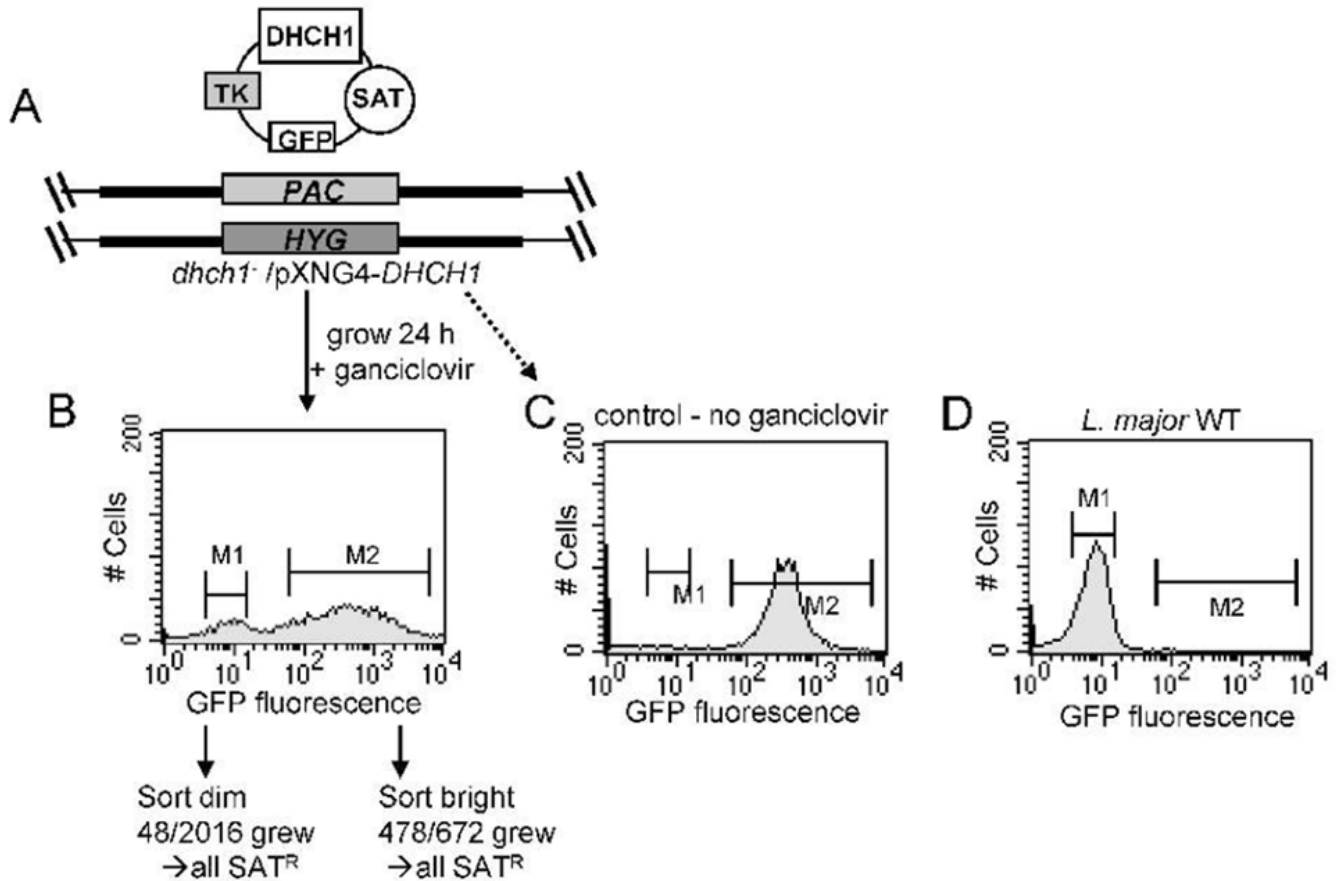 A
DHCH1
TK
SAT
GFP
PAC
HYG
dhch1⁻ /pXNG4-DHCH1
grow 24 h
+ ganciclovir
B
200
# Cells
0
M1
M2
10⁰ 10¹ 10² 10³ 10⁴
GFP fluorescence
C
control - no ganciclovir
200
# Cells
0
M1
M2
10⁰ 10¹ 10² 10³ 10⁴
GFP fluorescence
D
L. major WT
200
# Cells
0
M1
M2
10⁰ 10¹ 10² 10³ 10⁴
GFP fluorescence
Sort dim
48/2016 grew
→all SATᴿ
Sort bright
478/672 grew
→all SATᴿ